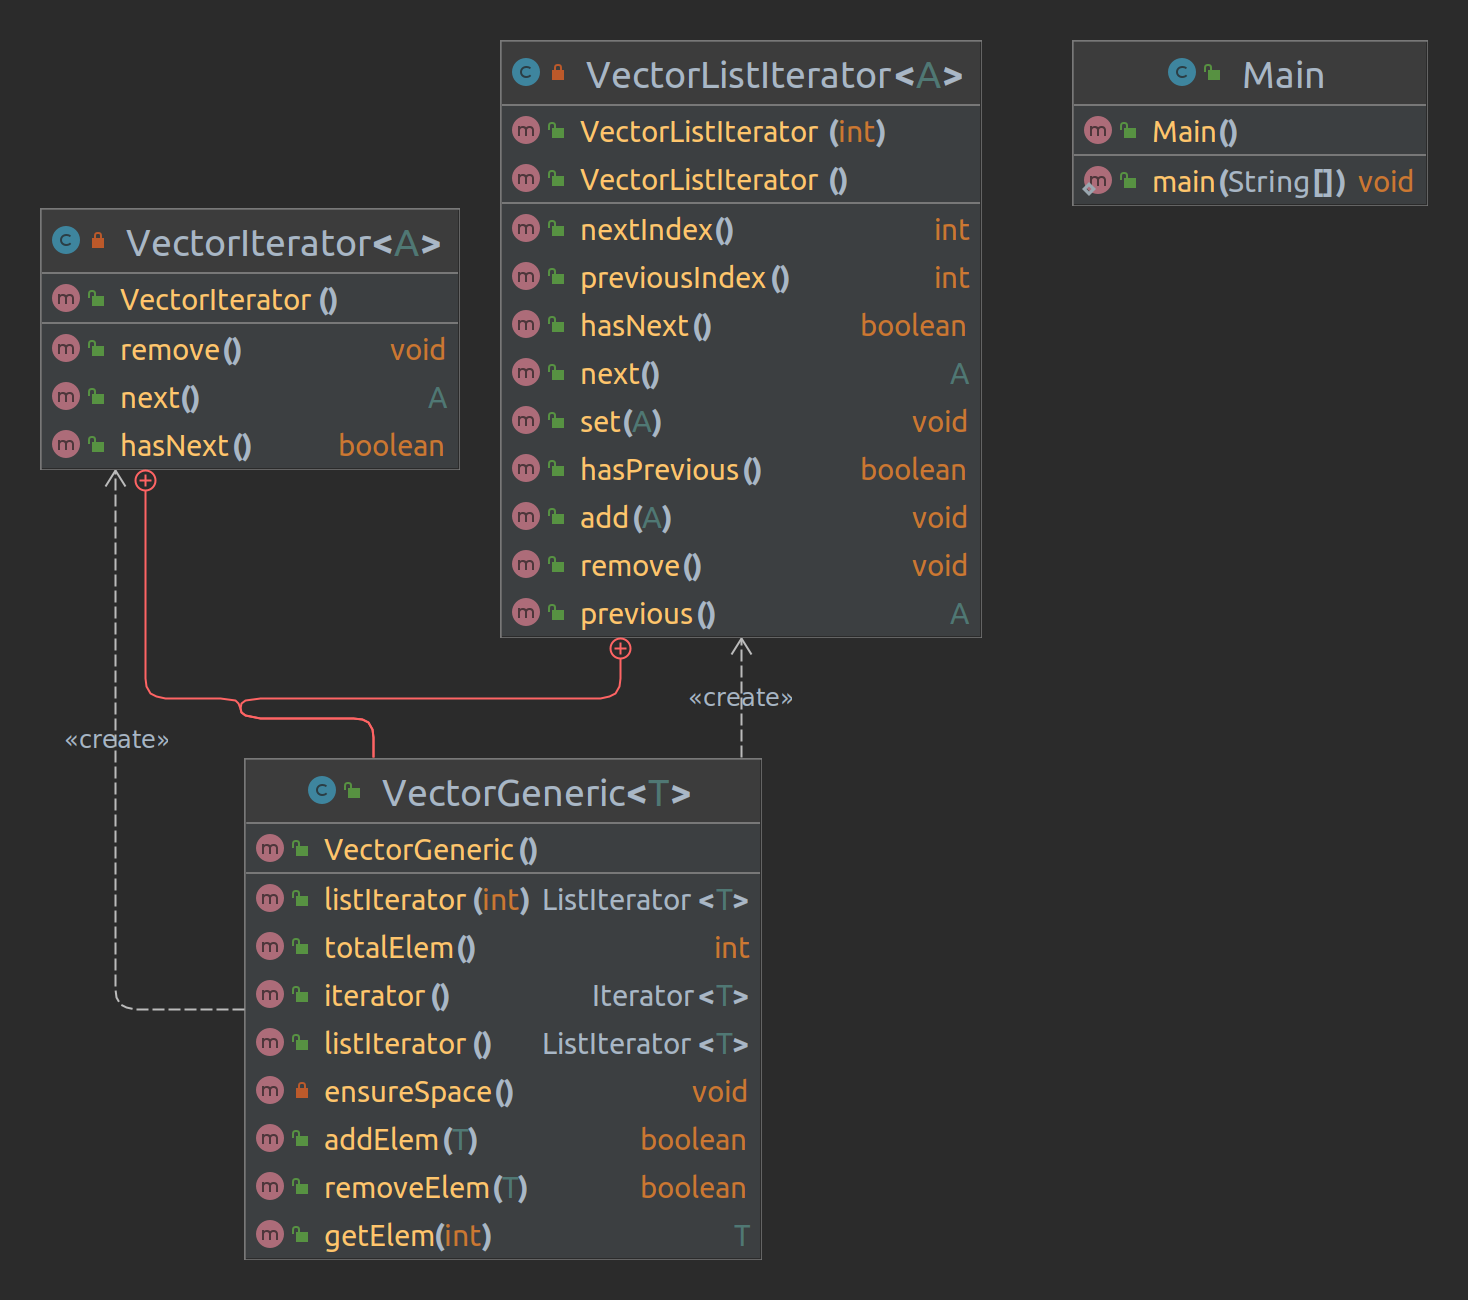 VectorListIterator<A>
VectorListIterator (int)
VectorListIterator ()
nextIndex() int
previousIndex() int
hasNext() boolean
next() A
set(A) void
hasPrevious() boolean
add(A) void
remove() void
previous() A
Main
Main()
main(String[]) void
VectorIterator<A>
VectorIterator ()
remove() void
next() A
hasNext() boolean
«create»
«create»
VectorGeneric<T>
VectorGeneric()
listIterator (int) ListIterator <T>
totalElem() int
iterator () Iterator <T>
listIterator () ListIterator <T>
ensureSpace() void
addElem(T) boolean
removeElem(T) boolean
getElem(int) T